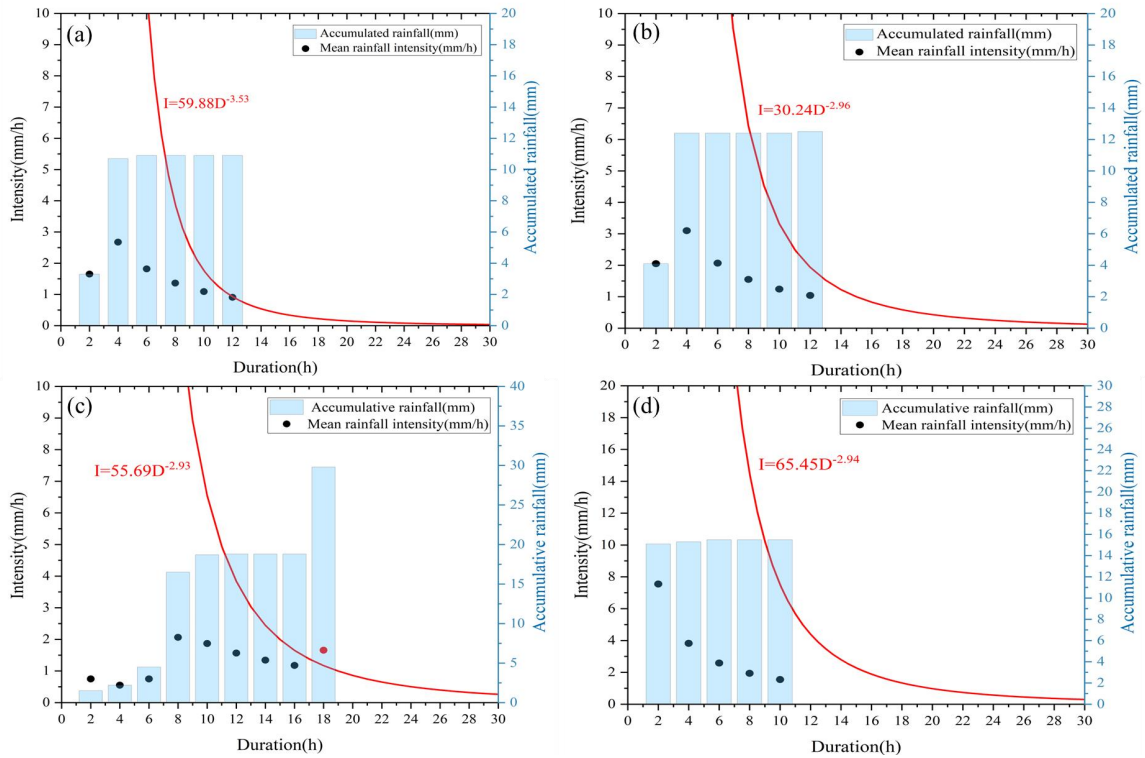 (a)
Accumulated rainfall(mm)
Mean rainfall intensity(mm/h)
I=59.88D-3.53
Intensity(mm/h)
10
9
8
7
6
5
4
3
2
1
0
Accumulated rainfall(mm)
20
18
16
14
12
10
8
6
4
2
0
0 2 4 6 8 10 12 14 16 18 20 22 24 26 28 30
Duration(h)
(b)
Accumulated rainfall(mm)
Mean rainfall intensity(mm/h)
I=30.24D-2.96
Intensity(mm/h)
10
9
8
7
6
5
4
3
2
1
0
Accumulated rainfall(mm)
20
18
16
14
12
10
8
6
4
2
0
0 2 4 6 8 10 12 14 16 18 20 22 24 26 28 30
Duration(h)
(c)
Accumulative rainfall(mm)
Mean rainfall intensity(mm/h)
I=55.69D-2.93
Intensity(mm/h)
10
9
8
7
6
5
4
3
2
1
0
Accumulative rainfall(mm)
40
35
30
25
20
15
10
5
0
0 2 4 6 8 10 12 14 16 18 20 22 24 26 28 30
Duration(h)
(d)
Accumulative rainfall(mm)
Mean rainfall intensity(mm/h)
I=65.45D-2.94
Intensity(mm/h)
20
18
16
14
12
10
8
6
4
2
0
Accumulative rainfall(mm)
30
28
26
24
22
20
18
16
14
12
10
8
6
4
2
0
0 2 4 6 8 10 12 14 16 18 20 22 24 26 28 30
Duration(h)